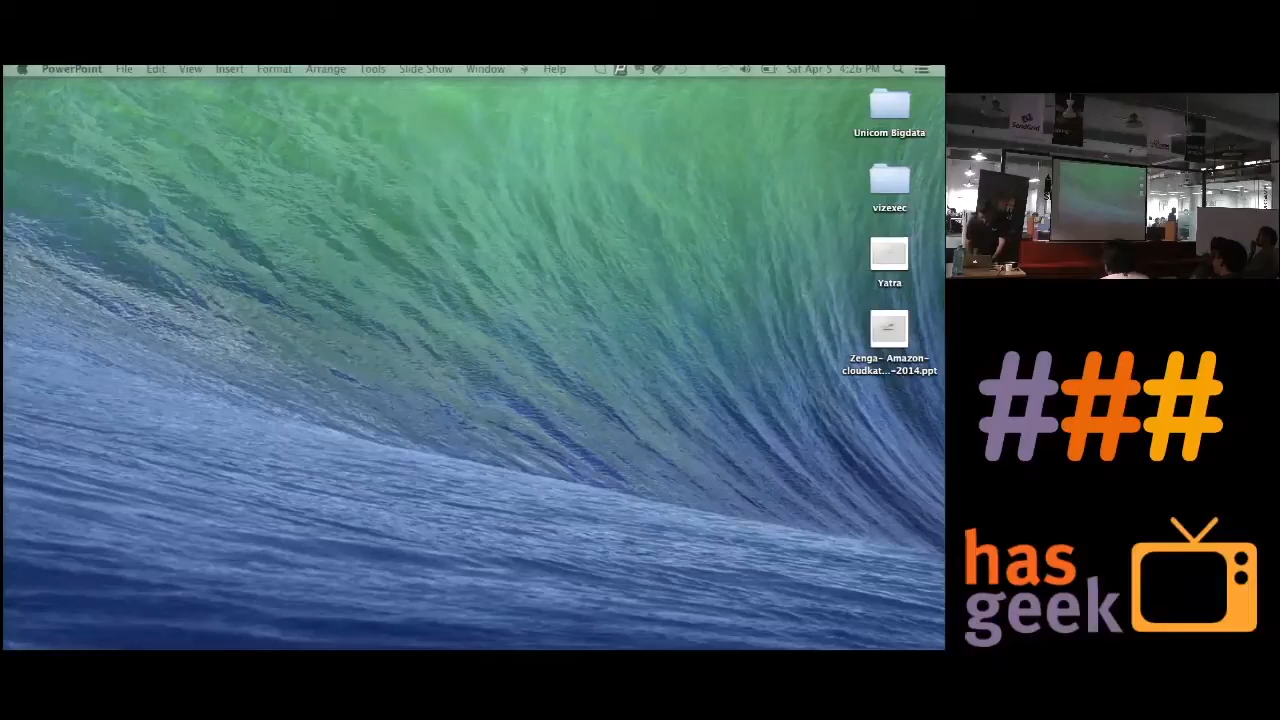 PowerPoint File Edit View Insert Format Arrange Tools Slide Show Window Help Sat Apr 5 4:26 PM
Unicom Bigdata
vizexec
Yatra
Zenga- Amazon-
cloudkat...-2014.ppt
SendGrid
###
has
geek